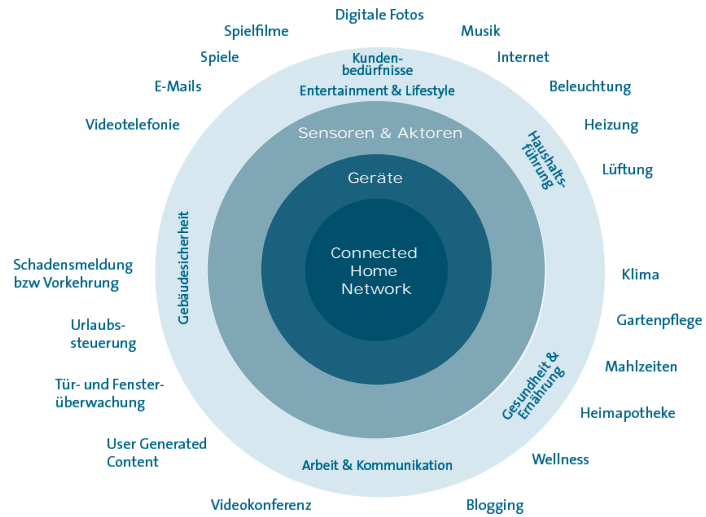 Digitale Fotos
Spielfilme
Musik
Spiele
Kunden-
bedürfnisse
Internet
E-Mails
Entertainment & Lifestyle
Beleuchtung
Videotelefonie
Sensoren & Aktoren
Heizung
Haushalts-
führung
Lüftung
Geräte
Gebäudesicherheit
Connected
Home
Network
Schadensmeldung
bzw Vorkehrung
Klima
Urlaubs-
steuerung
Gartenpflege
Tür- und Fenster-
überwachung
Gesundheit &
Ernährung
Mahlzeiten
Heimapotheke
User Generated
Content
Arbeit & Kommunikation
Wellness
Videokonferenz
Blogging